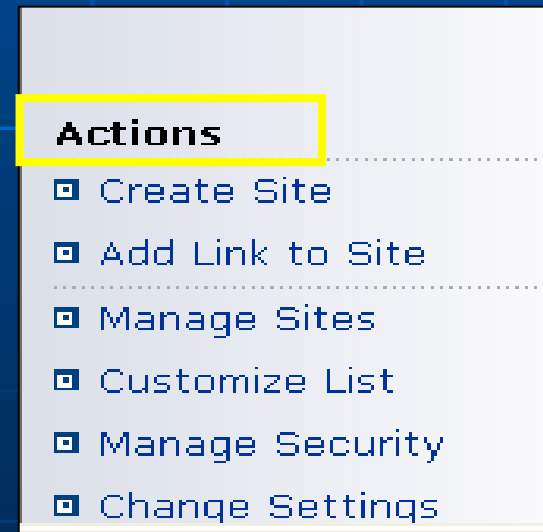 Actions
Create Site
Add Link to Site
Manage Sites
Customize List
Manage Security
Change Settings